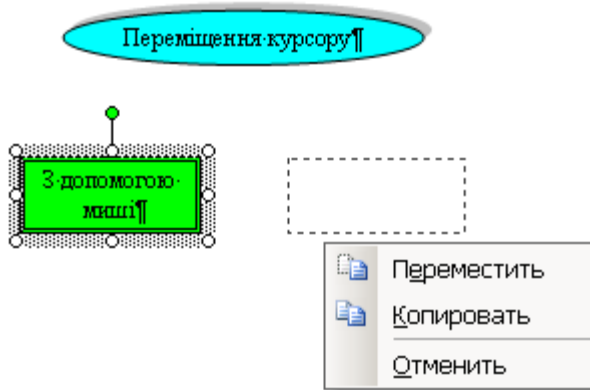 Переміщення·курсору¶
З·допомогою·
миші¶
Переместить
Копировать
Отменить